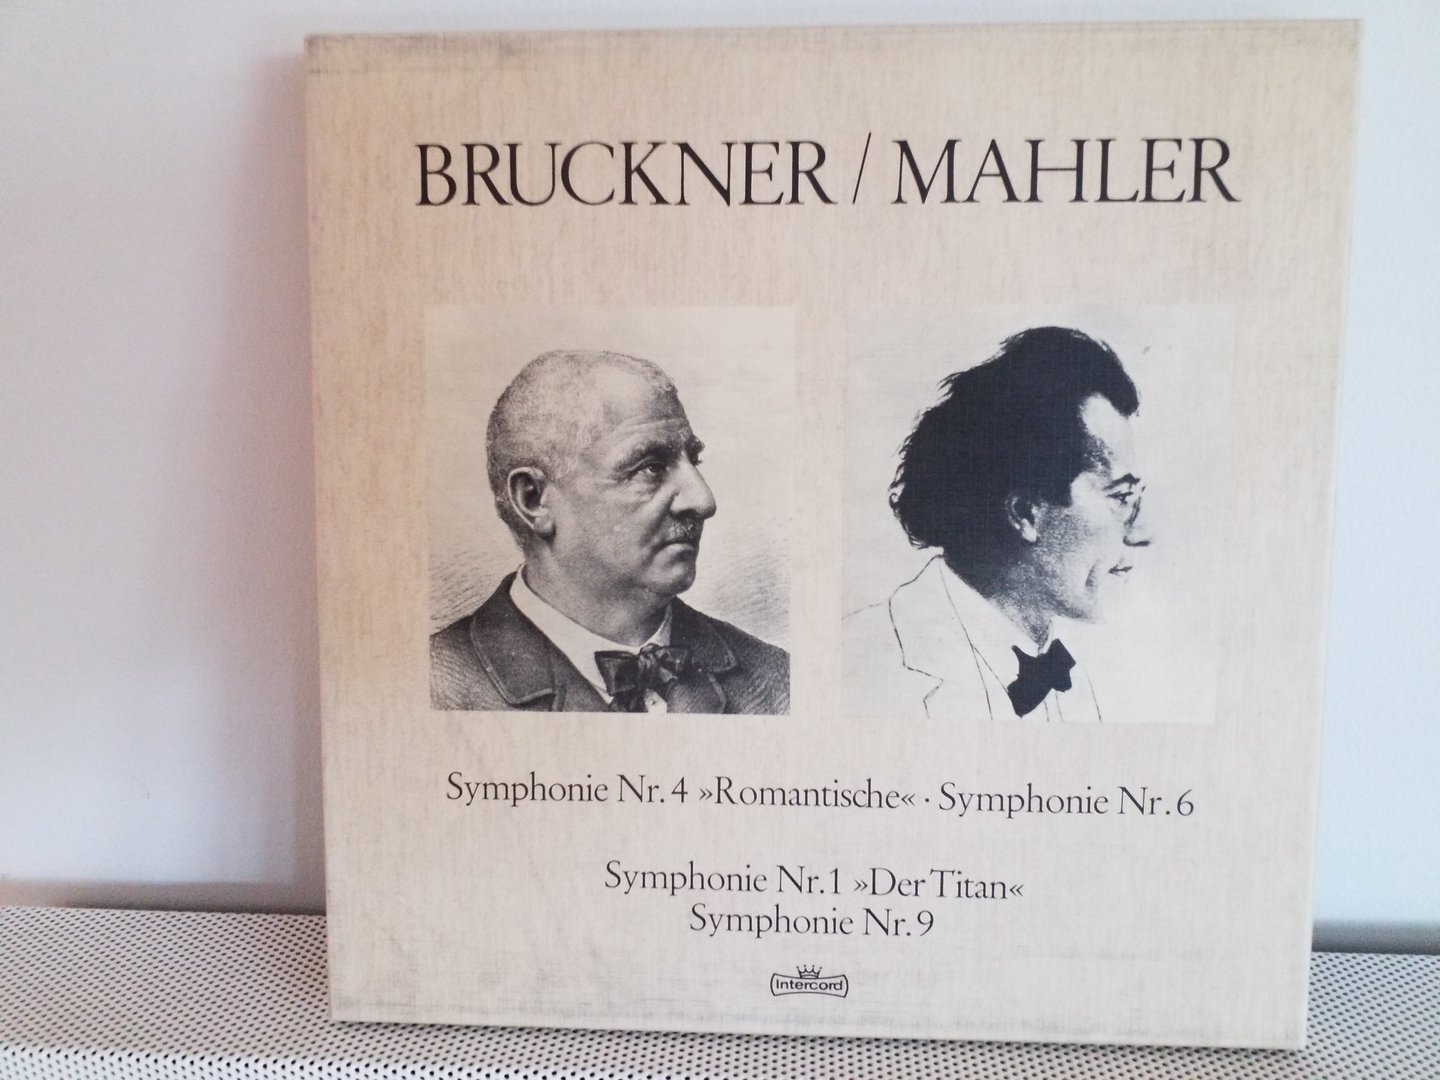 BRUCKNER / MAHLER
Symphonie Nr. 4 »Romantische« · Symphonie Nr. 6
Symphonie Nr. 1 »Der Titan«
Symphonie Nr. 9
Intercord